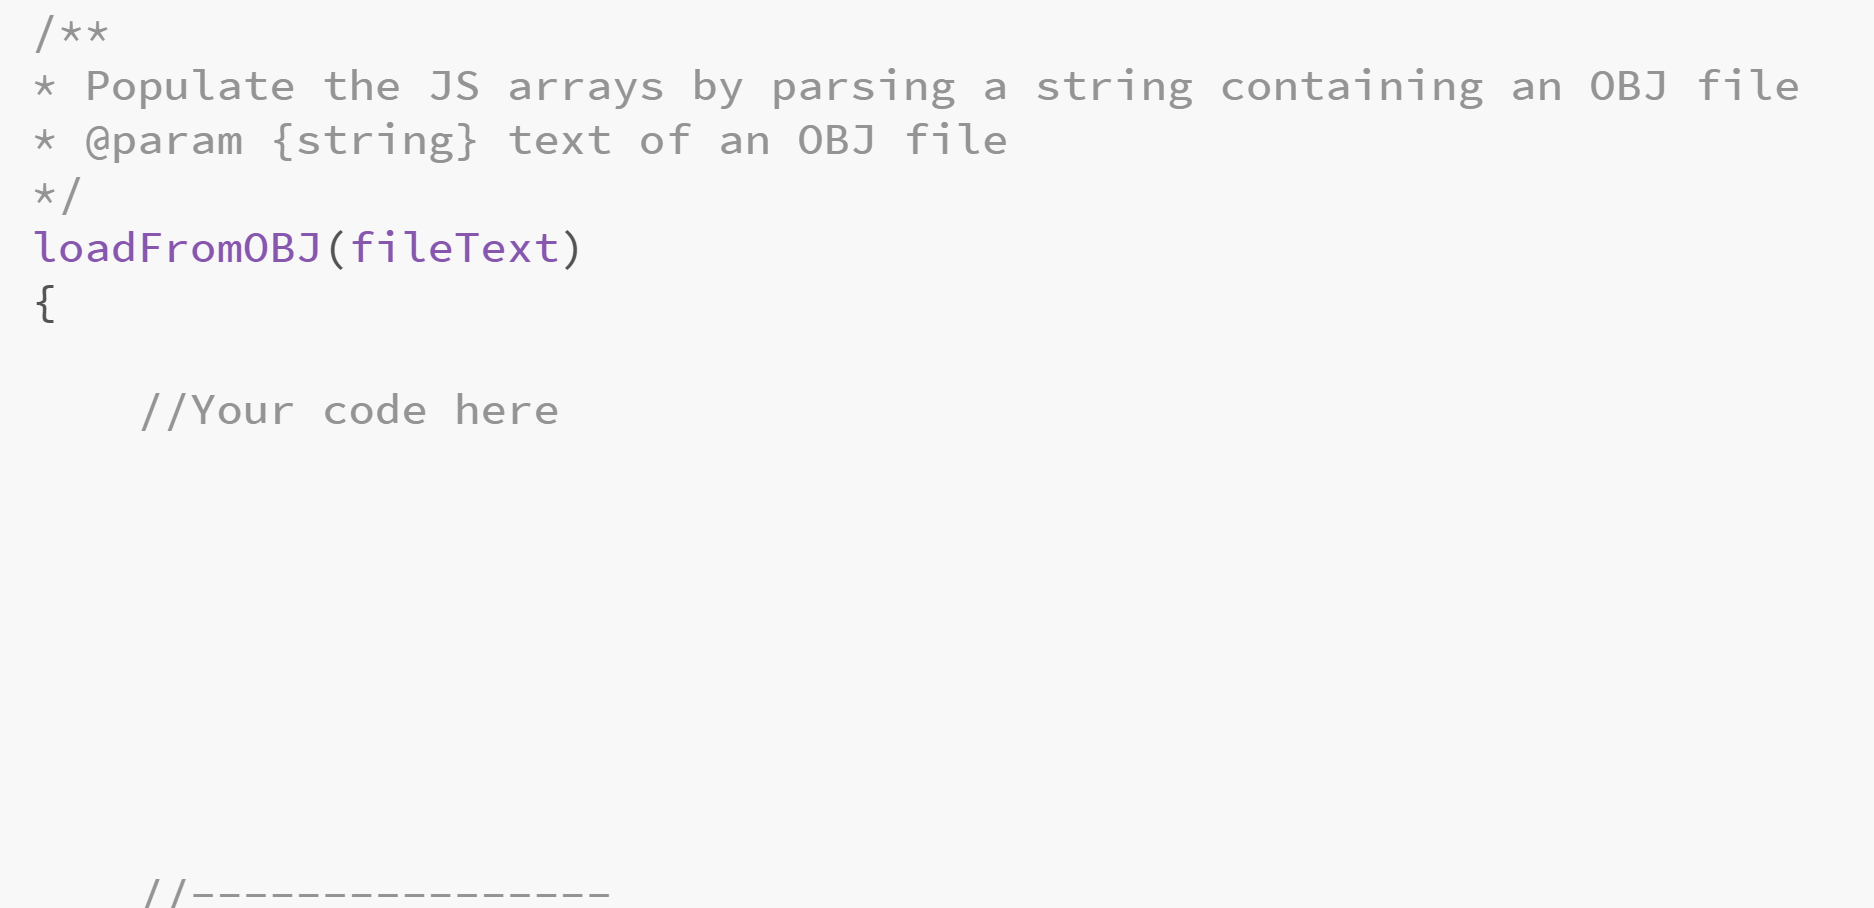 /**
* Populate the JS arrays by parsing a string containing an OBJ file
* @param {string} text of an OBJ file
*/
loadFromOBJ(fileText)
{
//Your code here
//----------------